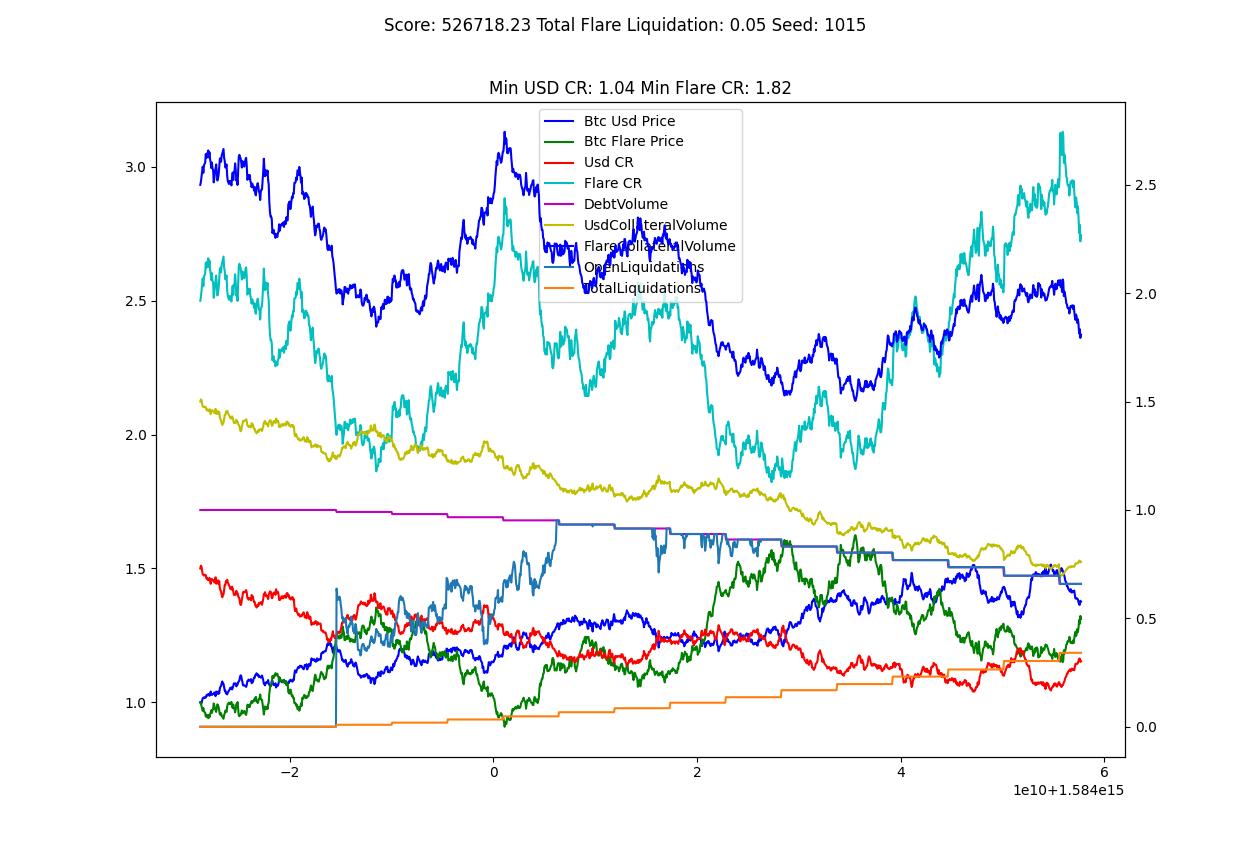 Score: 526718.23 Total Flare Liquidation: 0.05 Seed: 1015
Min USD CR: 1.04 Min Flare CR: 1.82
Btc Usd Price
Btc Flare Price
Usd CR
Flare CR
DebtVolume
UsdCollateralVolume
FlareCollateralVolume
OpenLiquidations
TotalLiquidations
3.0
2.5
2.0
1.5
1.0
2.5
2.0
1.5
1.0
0.5
0.0
−2
0
2
4
6
1e10+1.584e15